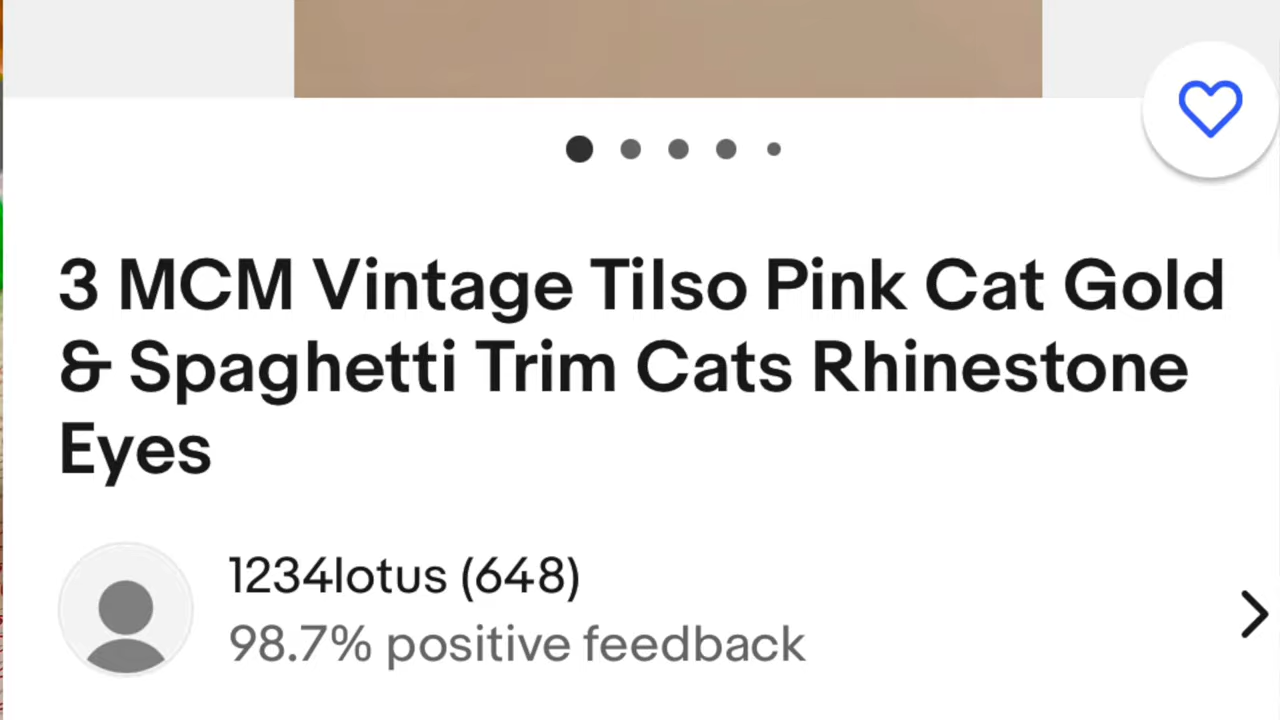 3 MCM Vintage Tilso Pink Cat Gold
& Spaghetti Trim Cats Rhinestone
Eyes
1234lotus (648)
98.7% positive feedback